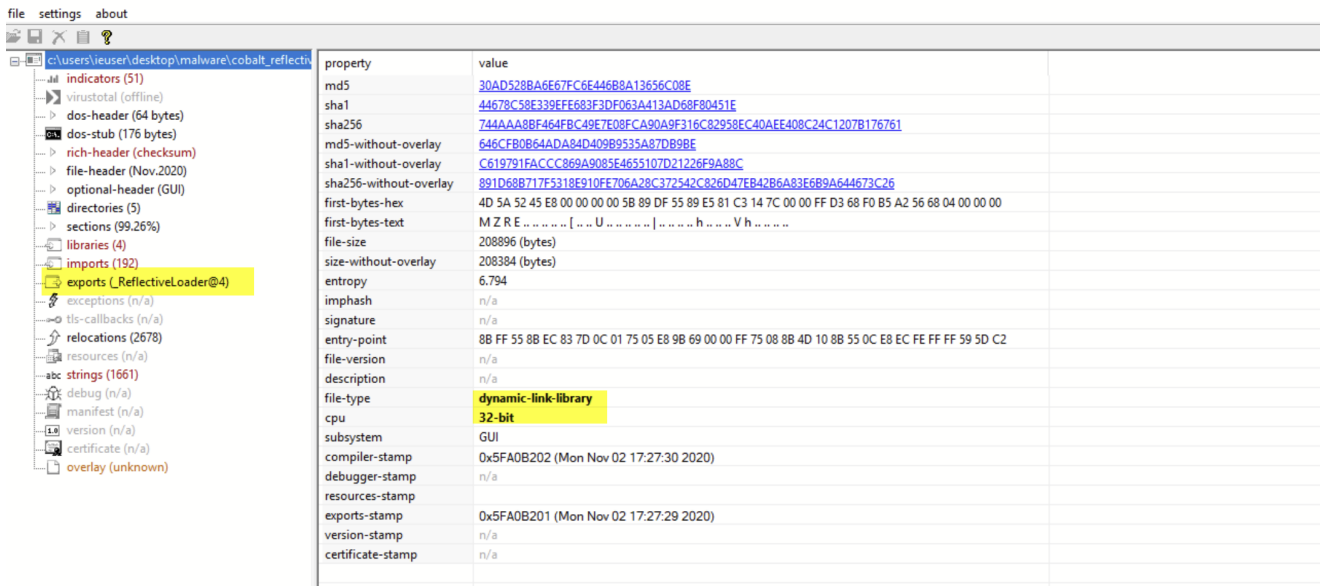 file settings about
c:\users\ieuser\desktop\malware\cobalt_reflectiv
indicators (51)
virustotal (offline)
dos-header (64 bytes)
dos-stub (176 bytes)
rich-header (checksum)
file-header (Nov.2020)
optional-header (GUI)
directories (5)
sections (99.26%)
libraries (4)
imports (192)
exports (_ReflectiveLoader@4)
exceptions (n/a)
tls-callbacks (n/a)
relocations (2678)
resources (n/a)
abc strings (1661)
debug (n/a)
manifest (n/a)
1.0 version (n/a)
certificate (n/a)
overlay (unknown)
property value
md5 30AD528BA6E67FC6E446B8A13656C08E
sha1 44678C58E339EFE683F3DF063A413AD68F80451E
sha256 744AAA8BF464FBC49E7E08FCA90A9F316C82958EC40AEE408C24C1207B176761
md5-without-overlay 646CFB0B64ADA84D409B9535A87DB9BE
sha1-without-overlay C619791FACCC869A9085E4655107D21226F9A88C
sha256-without-overlay 891D68B717F5318E910FE706A28C372542C826D47EB42B6A83E6B9A644673C26
first-bytes-hex 4D 5A 52 45 E8 00 00 00 00 5B 89 DF 55 89 E5 81 C3 14 7C 00 00 FF D3 68 F0 B5 A2 56 68 04 00 00 00
first-bytes-text M Z R E .. .. .. .. .. [ .. .. U .. .. .. .. .. | .. .. .. .. h .. .. .. V h .. .. .. ..
file-size 208896 (bytes)
size-without-overlay 208384 (bytes)
entropy 6.794
imphash n/a
signature n/a
entry-point 8B FF 55 8B EC 83 7D 0C 01 75 05 E8 9B 69 00 00 FF 75 08 8B 4D 10 8B 55 0C E8 EC FE FF FF 59 5D C2
file-version n/a
description n/a
file-type dynamic-link-library
cpu 32-bit
subsystem GUI
compiler-stamp 0x5FA0B202 (Mon Nov 02 17:27:30 2020)
debugger-stamp n/a
resources-stamp
exports-stamp 0x5FA0B201 (Mon Nov 02 17:27:29 2020)
version-stamp n/a
certificate-stamp n/a